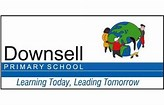 Downsell
PRIMARY SCHOOL
Learning Today, Leading Tomorrow